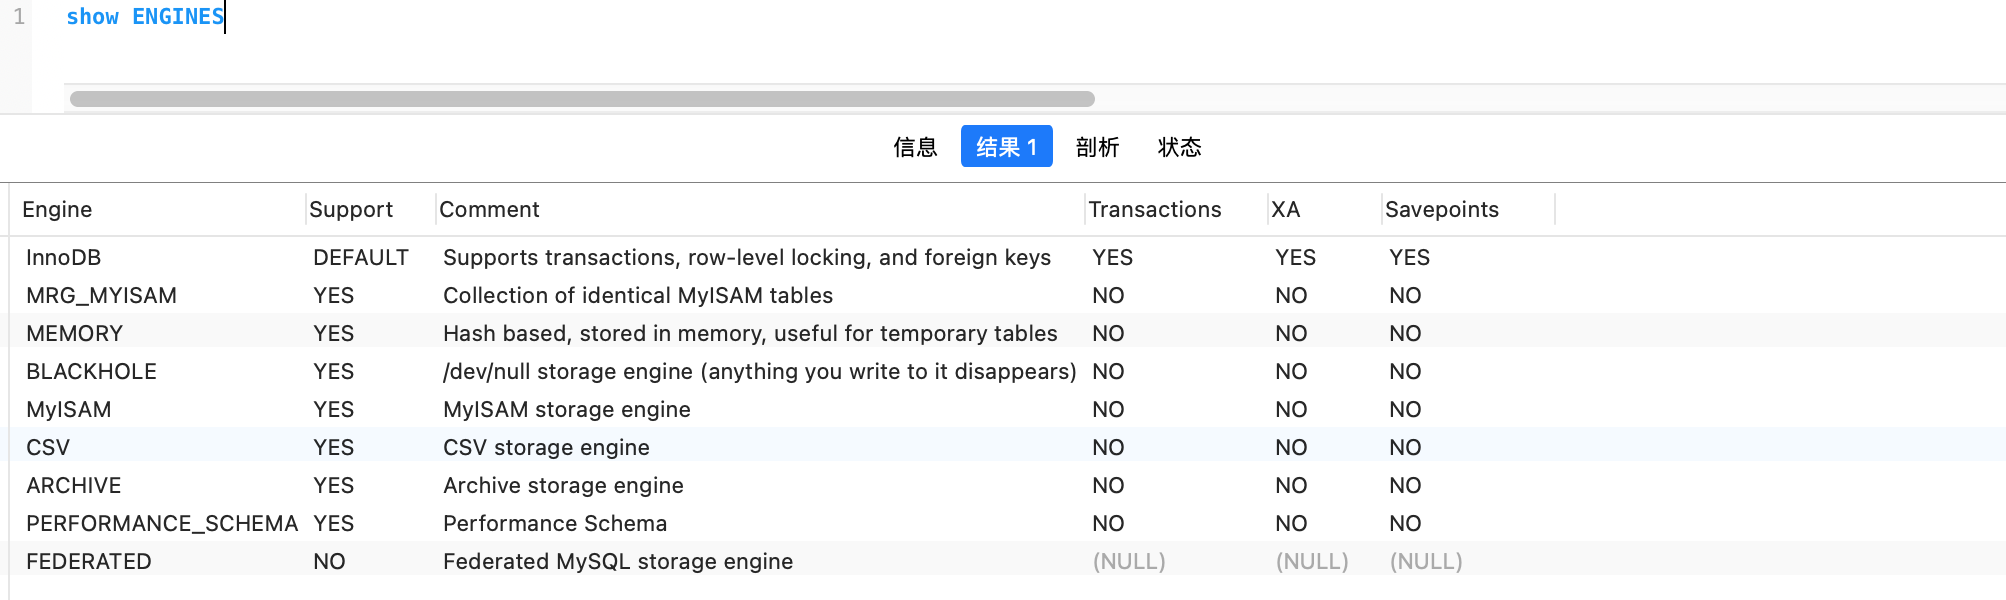 1 show ENGINES
信息 结果 1 剖析 状态
Engine Support Comment Transactions XA Savepoints
InnoDB DEFAULT Supports transactions, row-level locking, and foreign keys YES YES YES
MRG_MYISAM YES Collection of identical MyISAM tables NO NO NO
MEMORY YES Hash based, stored in memory, useful for temporary tables NO NO NO
BLACKHOLE YES /dev/null storage engine (anything you write to it disappears) NO NO NO
MyISAM YES MyISAM storage engine NO NO NO
CSV YES CSV storage engine NO NO NO
ARCHIVE YES Archive storage engine NO NO NO
PERFORMANCE_SCHEMA YES Performance Schema NO NO NO
FEDERATED NO Federated MySQL storage engine (NULL) (NULL) (NULL)